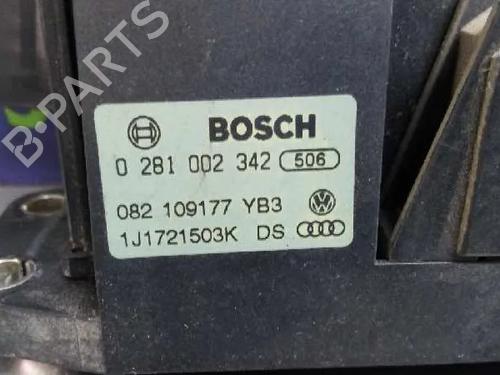 B-PARTS
BOSCH
0 281 002 342 506
082 109177 YB3
1J1721503K DS